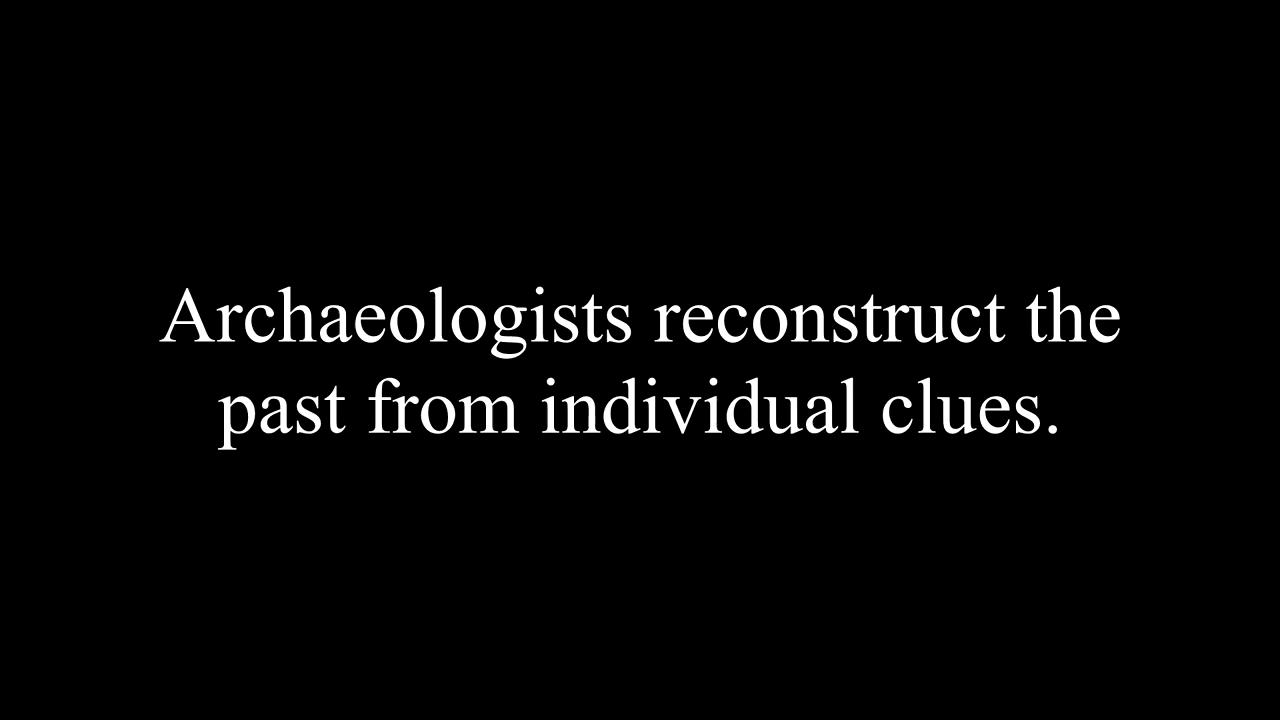 Archaeologists reconstruct the
past from individual clues.